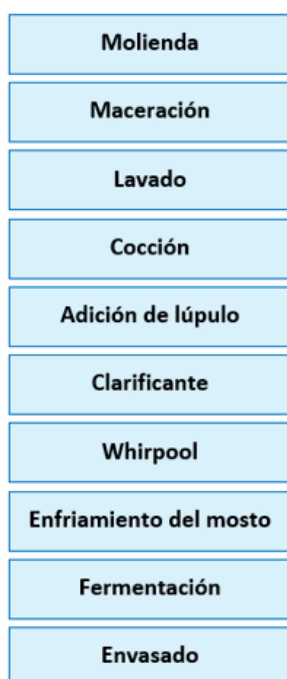 Molienda
Maceración
Lavado
Cocción
Adición de lúpulo
Clarificante
Whirpool
Enfriamiento del mosto
Fermentación
Envasado